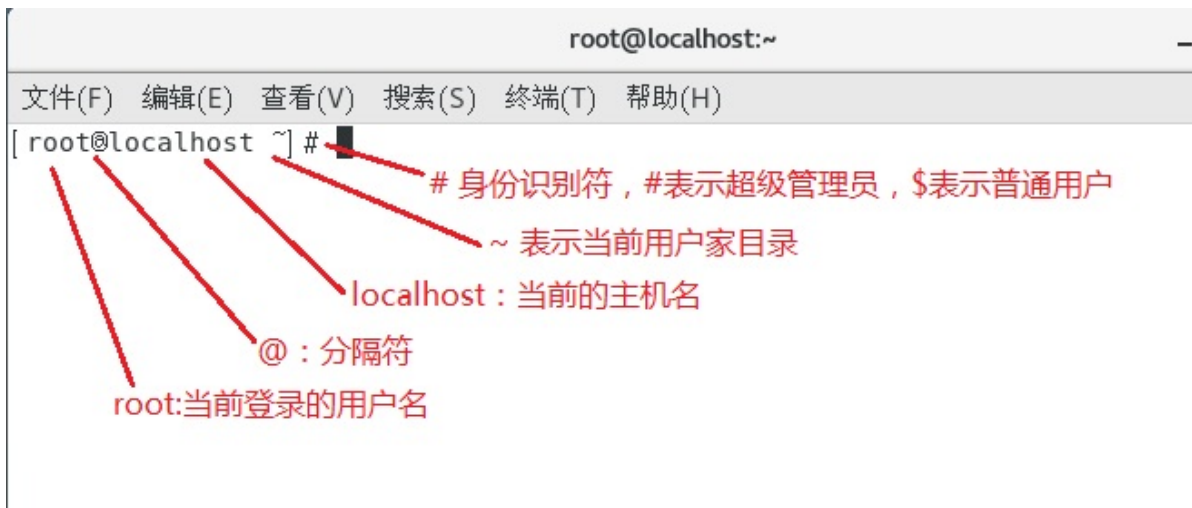 root@localhost:~
文件(F) 编辑(E) 查看(V) 搜索(S) 终端(T) 帮助(H)
[root@localhost ~]#
# 身份识别符，#表示超级管理员，$表示普通用户
~ 表示当前用户家目录
localhost：当前的主机名
@：分隔符
root:当前登录的用户名